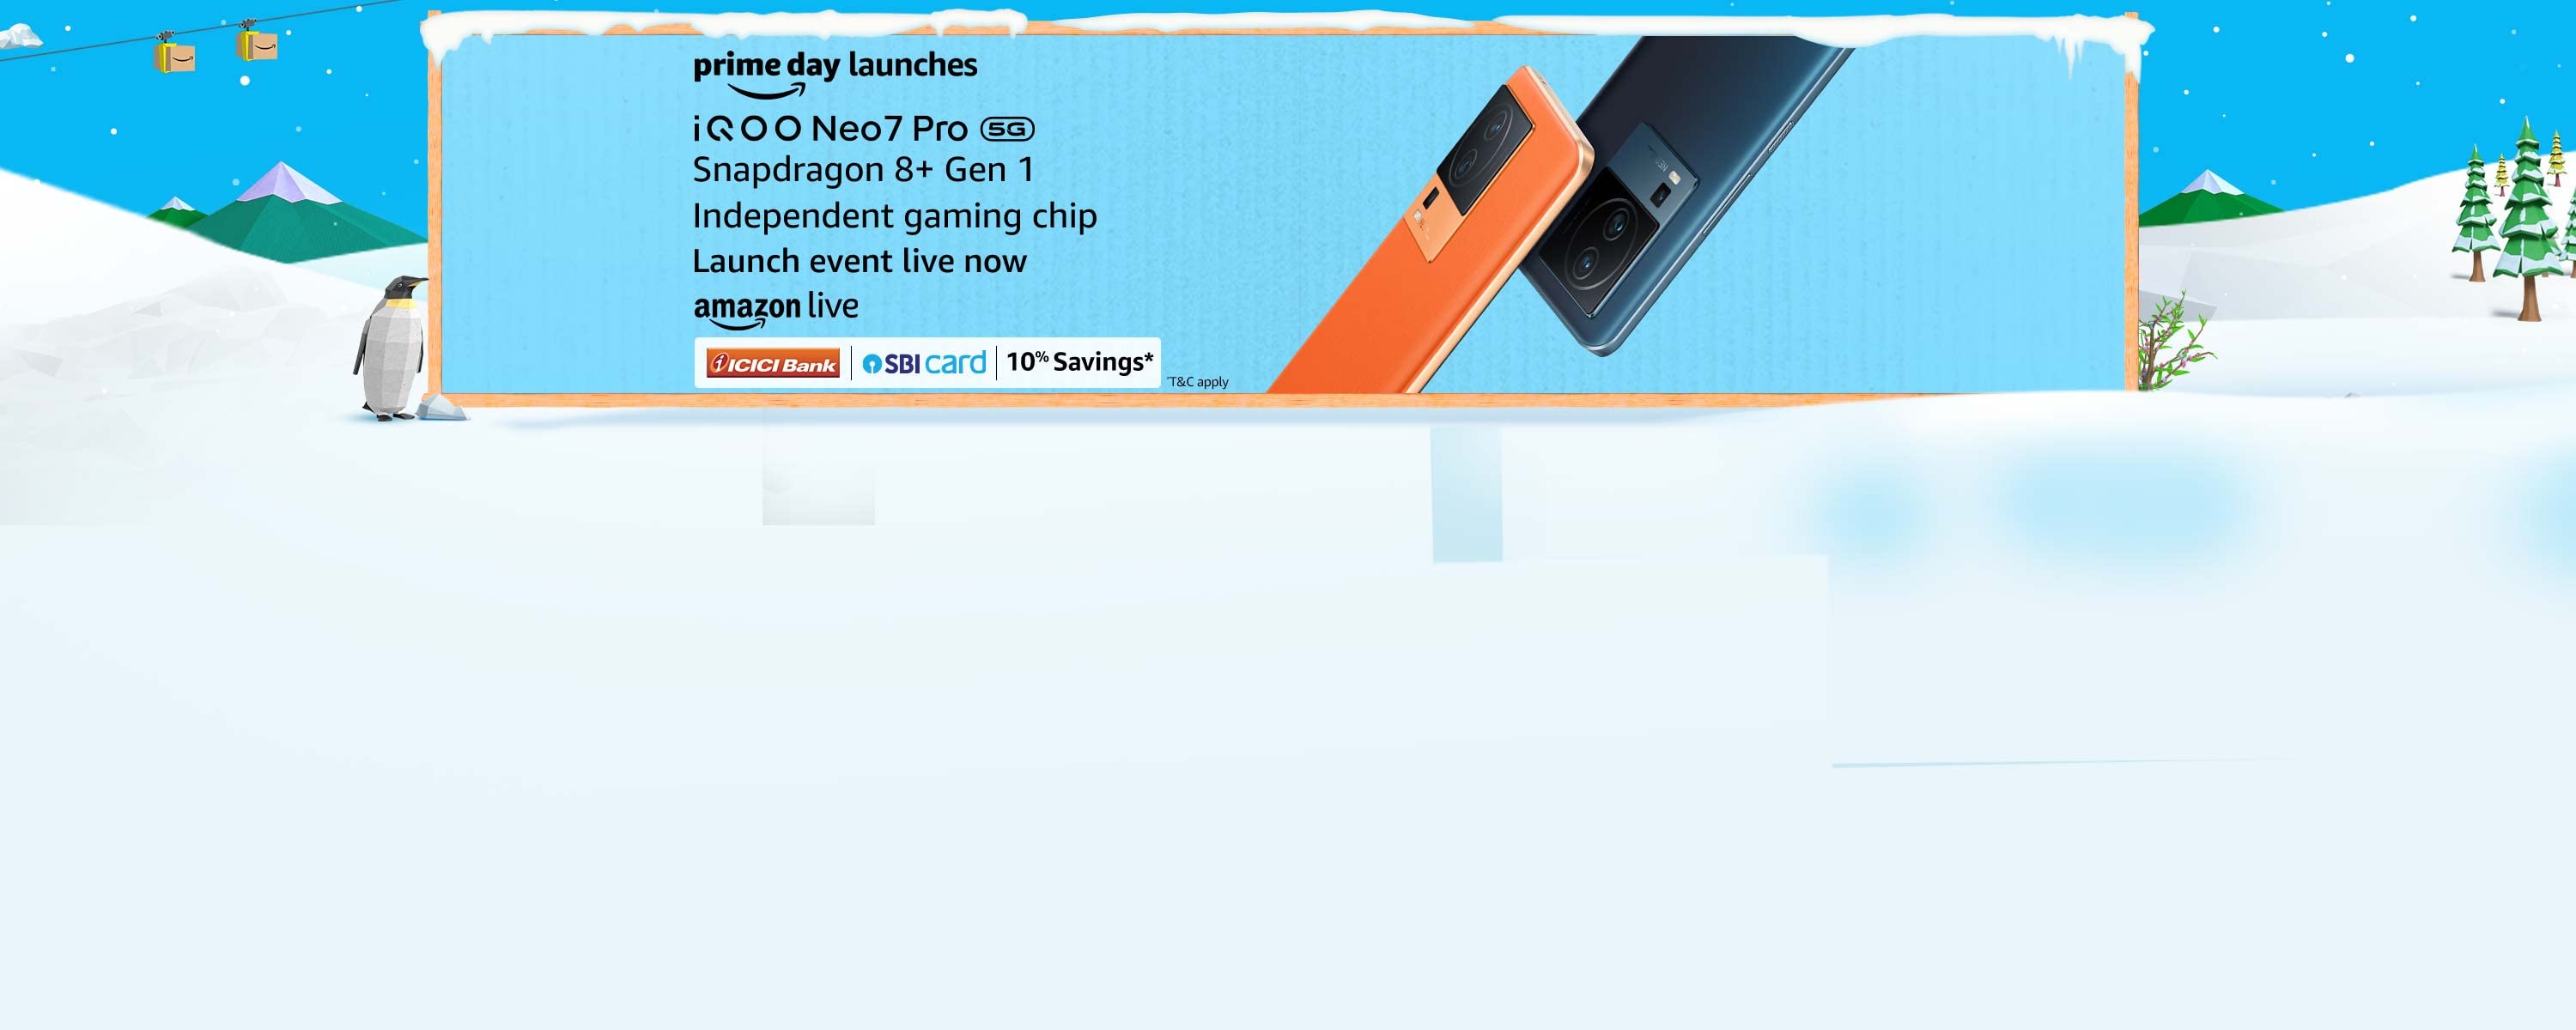 prime day launches
iQOO Neo7 Pro 5G
Snapdragon 8+ Gen 1
Independent gaming chip
Launch event live now
amazon live
ICICI Bank | SBI card | 10% Savings*
*T&C apply